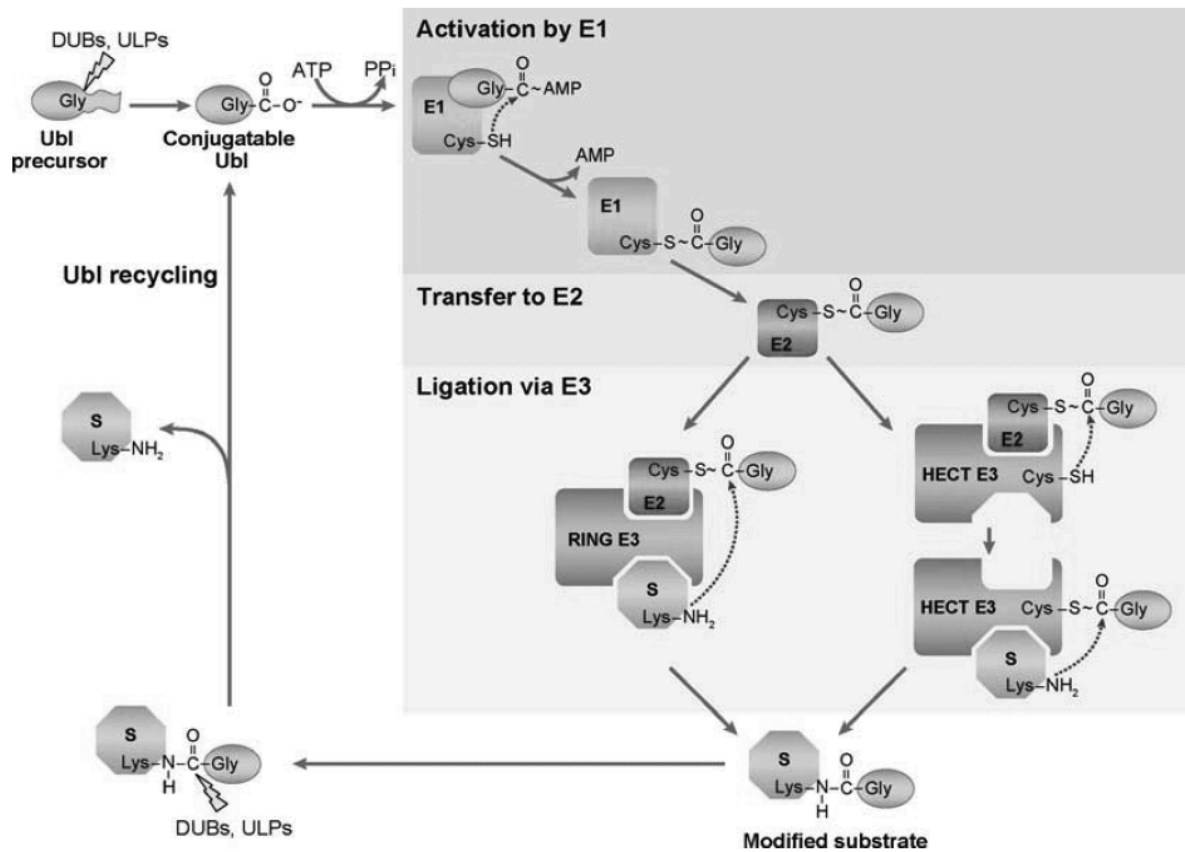 DUBs, ULPs
Gly
Ubl
precursor
Gly–C–O⁻
O
Conjugatable
Ubl
ATP
PPi
Activation by E1
E1
Gly–C~AMP
O
Cys–SH
AMP
E1
O
Cys–S~C–Gly
Transfer to E2
O
Cys–S~C–Gly
E2
Ligation via E3
O
Cys–S~C–Gly
E2
RING E3
S
Lys–NH₂
O
Cys–S~C–Gly
E2
HECT E3
Cys–SH
O
HECT E3
Cys–S~C–Gly
S
Lys–NH₂
S
O
Lys–N–C–Gly
H
Modified substrate
S
O
Lys–N–C–Gly
H
DUBs, ULPs
S
Lys–NH₂
Ubl recycling